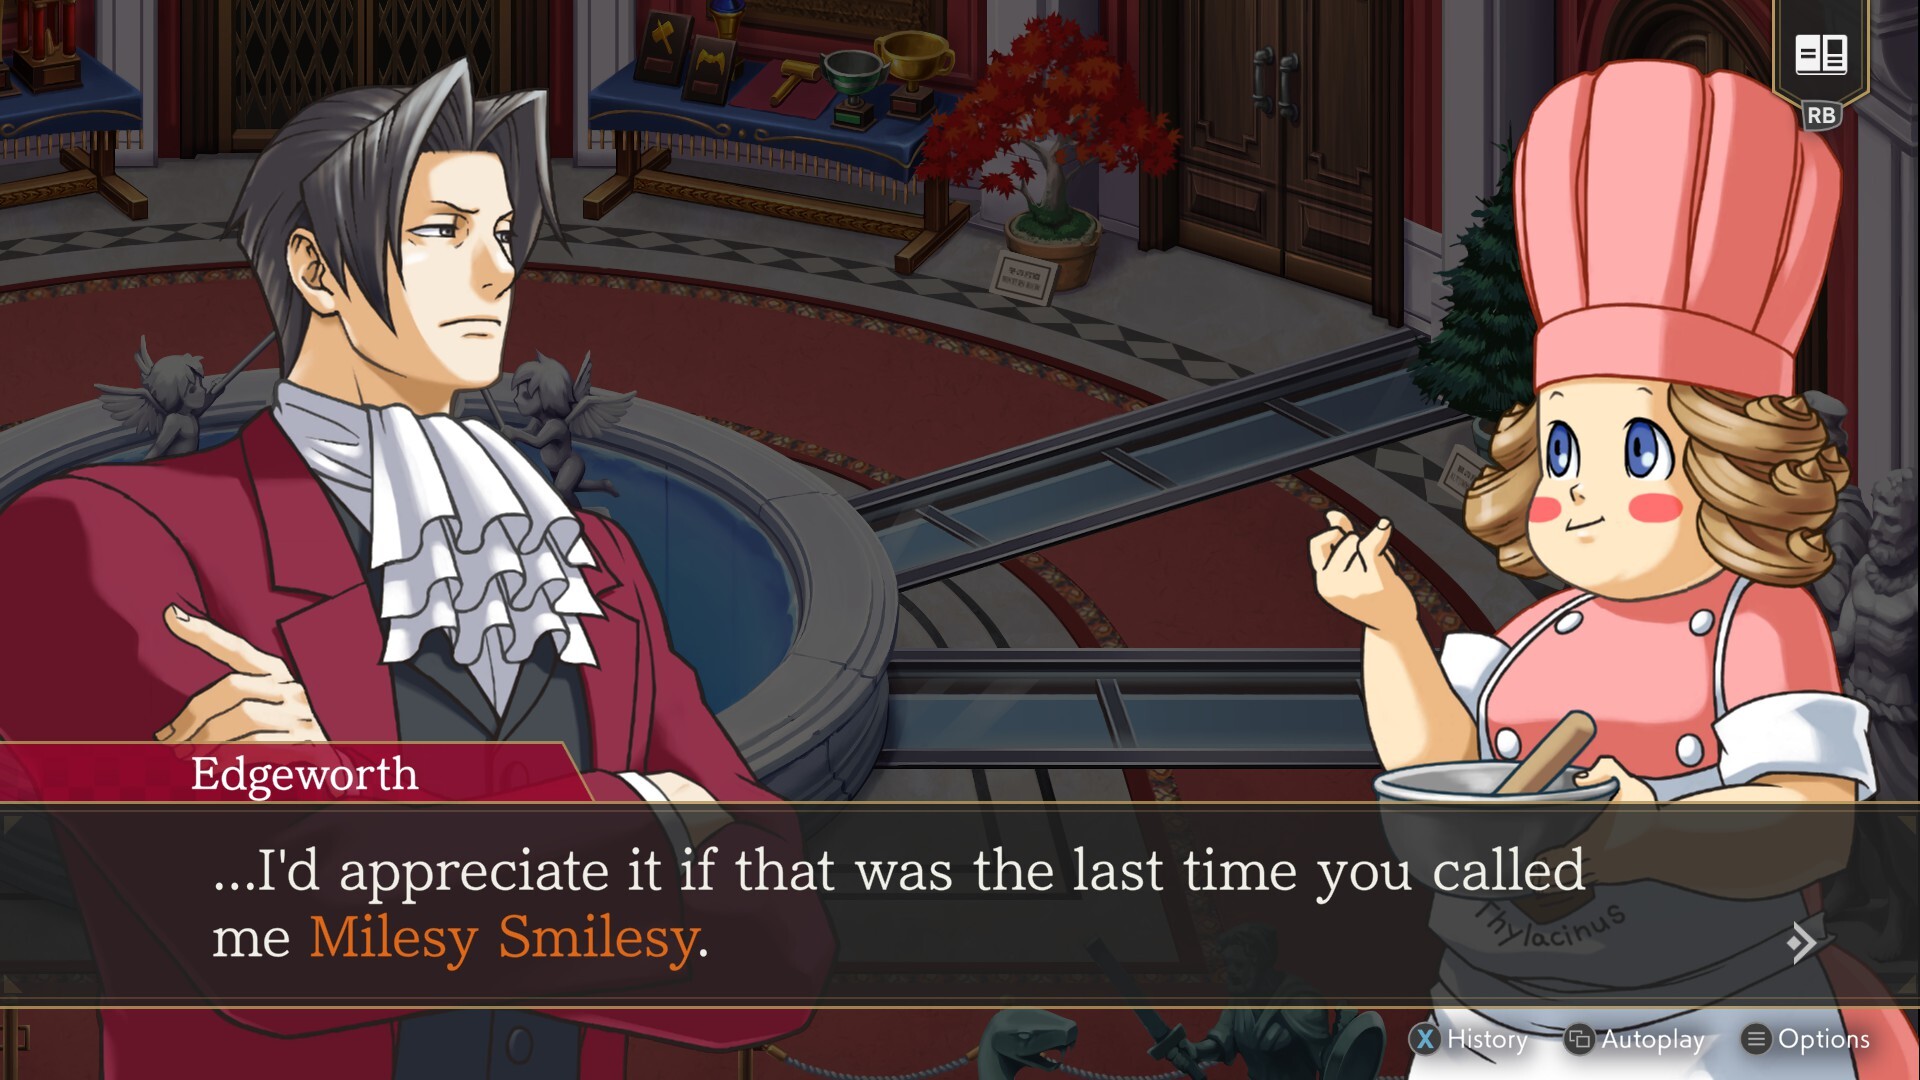 RB
Edgeworth
...I'd appreciate it if that was the last time you called
me Milesy Smilesy.
Thylacinus
X History
Autoplay
Options